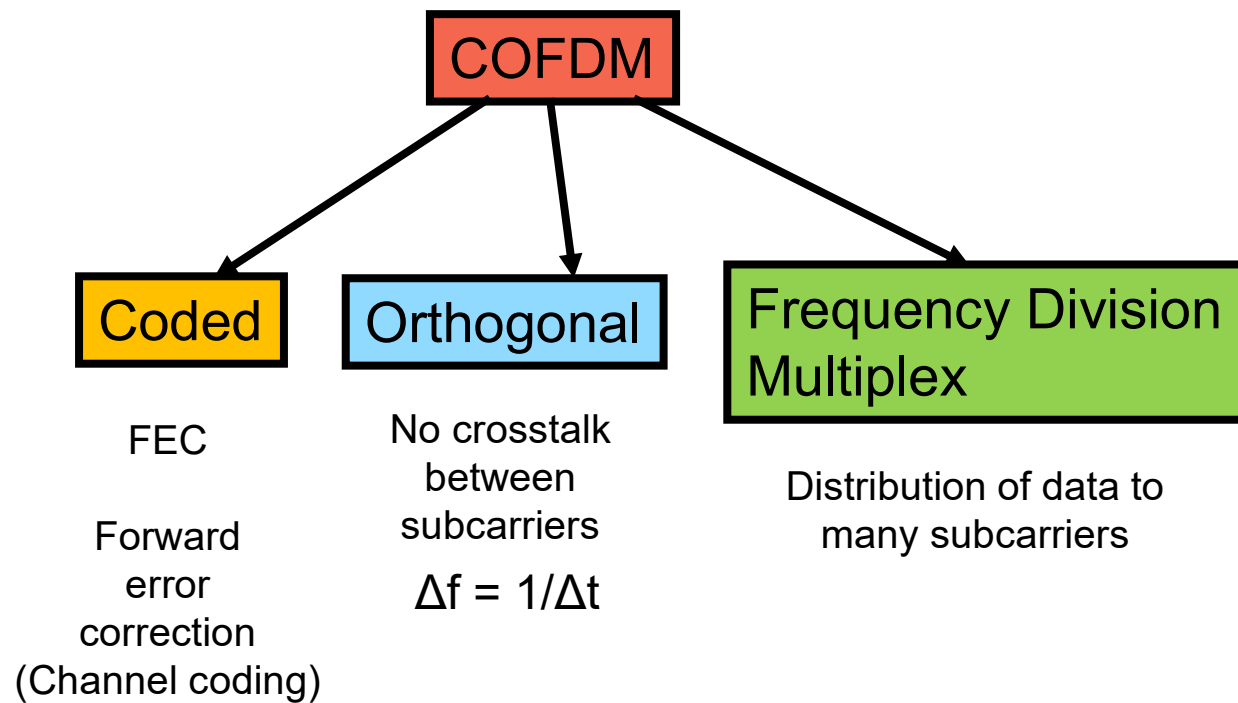 COFDM
Coded
FEC
Forward
error
correction
(Channel coding)
Orthogonal
No crosstalk
between
subcarriers
Δf = 1/Δt
Frequency Division
Multiplex
Distribution of data to
many subcarriers